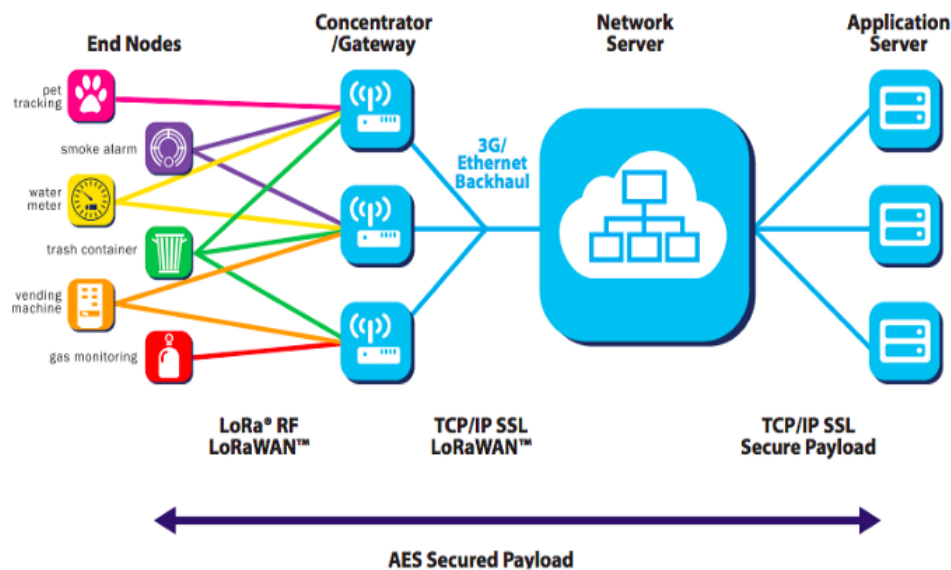 End Nodes
Concentrator
/Gateway
Network
Server
Application
Server
pet
tracking
smoke alarm
water
meter
trash container
vending
machine
gas monitoring
3G/
Ethernet
Backhaul
LoRa® RF
LoRaWAN™
TCP/IP SSL
LoRaWAN™
TCP/IP SSL
Secure Payload
AES Secured Payload